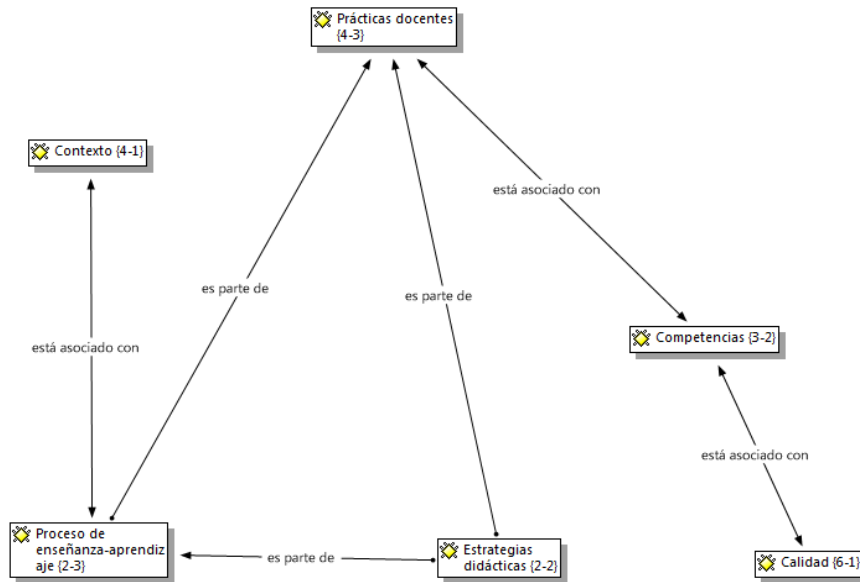 Prácticas docentes
{4-3}
Contexto {4-1}
está asociado con
es parte de
es parte de
está asociado con
Competencias {3-2}
está asociado con
Proceso de
enseñanza-aprendiz
aje {2-3}
es parte de
Estrategias
didácticas {2-2}
Calidad {6-1}